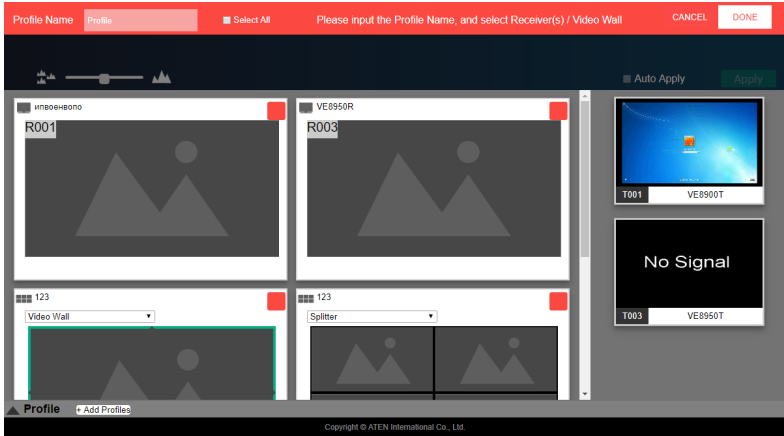 Profile Name Profile Select All Please input the Profile Name, and select Receiver(s) / Video Wall CANCEL DONE
Auto Apply Apply
ипвоенвопо
R001
VE8950R
R003
T001 VE8900T
No Signal
T003 VE8950T
123
Video Wall
123
Splitter
Profile + Add Profiles
Copyright © ATEN International Co., Ltd.